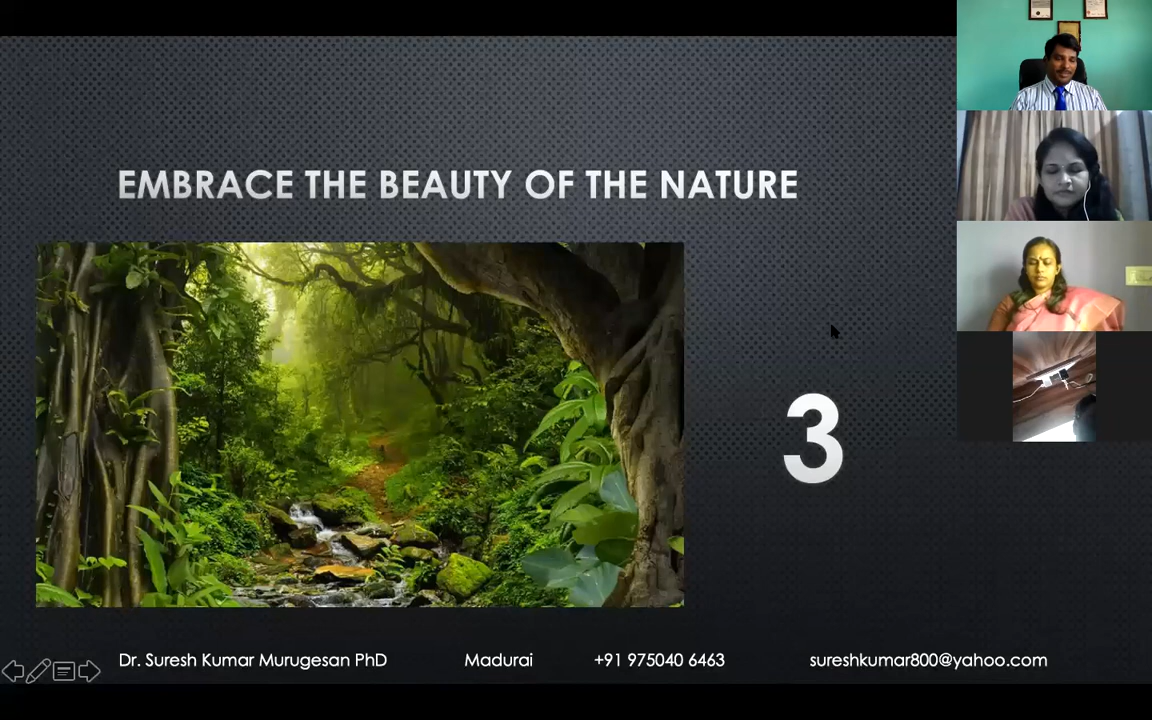 EMBRACE THE BEAUTY OF THE NATURE
3
Dr. Suresh Kumar Murugesan PhD Madurai +91 975040 6463 sureshkumar800@yahoo.com